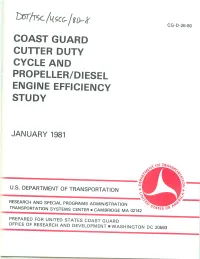 DOT/TSC/USCG/80-8
CG-D-26-80
COAST GUARD
CUTTER DUTY
CYCLE AND
PROPELLER/DIESEL
ENGINE EFFICIENCY
STUDY
JANUARY 1981
U.S. DEPARTMENT OF TRANSPORTATION
RESEARCH AND SPECIAL PROGRAMS ADMINISTRATION
TRANSPORTATION SYSTEMS CENTER • CAMBRIDGE MA 02142
PREPARED FOR UNITED STATES COAST GUARD
OFFICE OF RESEARCH AND DEVELOPMENT • WASHINGTON DC 20593